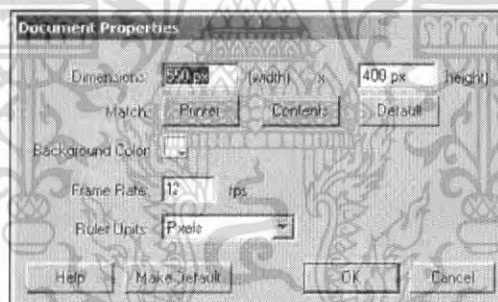 Document Properties
Dimensions: 550 px (width) x 400 px (height)
Match: Printer Contents Default
Background Color:
Frame Rate: 12 fps
Ruler Units: Pixels
Help Make Default OK Cancel